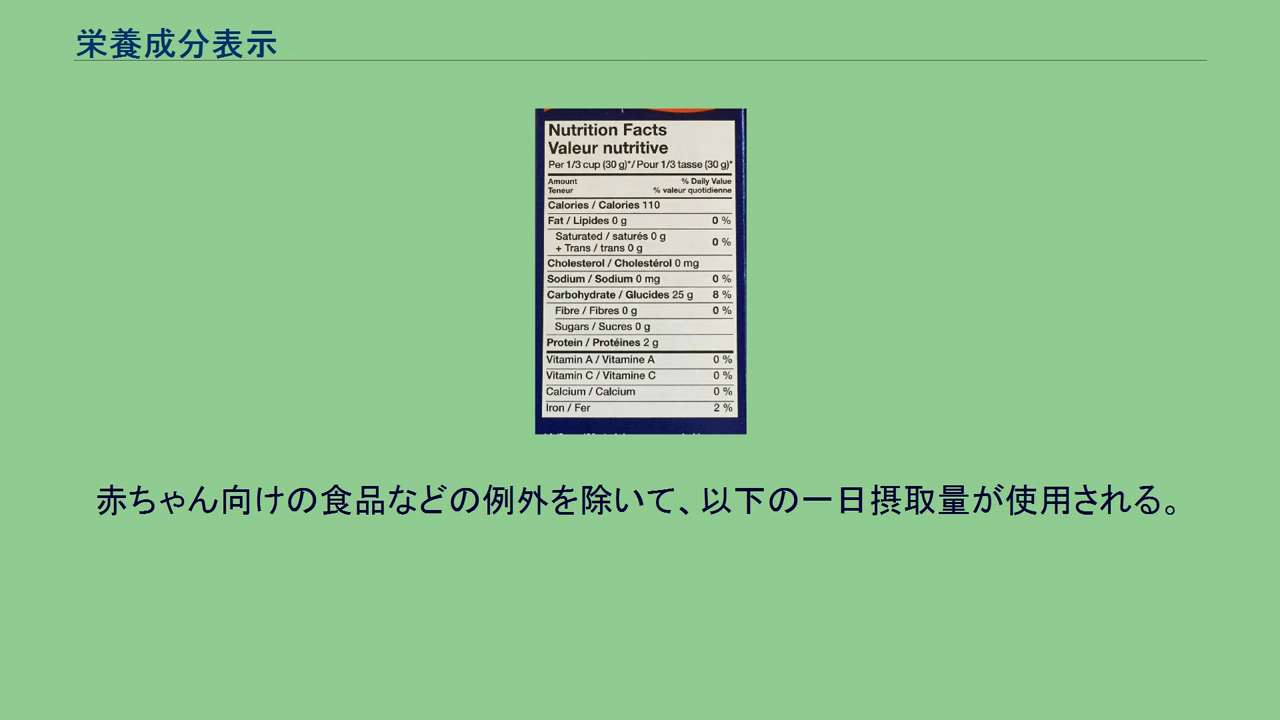 栄養成分表示
Nutrition Facts
Valeur nutritive
Per 1/3 cup (30 g)*/ Pour 1/3 tasse (30 g)*
Amount % Daily Value
Teneur % valeur quotidienne
Calories / Calories 110
Fat / Lipides 0 g 0 %
Saturated / saturés 0 g
+ Trans / trans 0 g 0 %
Cholesterol / Cholestérol 0 mg
Sodium / Sodium 0 mg 0 %
Carbohydrate / Glucides 25 g 8 %
Fibre / Fibres 0 g 0 %
Sugars / Sucres 0 g
Protein / Protéines 2 g
Vitamin A / Vitamine A 0 %
Vitamin C / Vitamine C 0 %
Calcium / Calcium 0 %
Iron / Fer 2 %
赤ちゃん向けの食品などの例外を除いて、以下の一日摂取量が使用される。